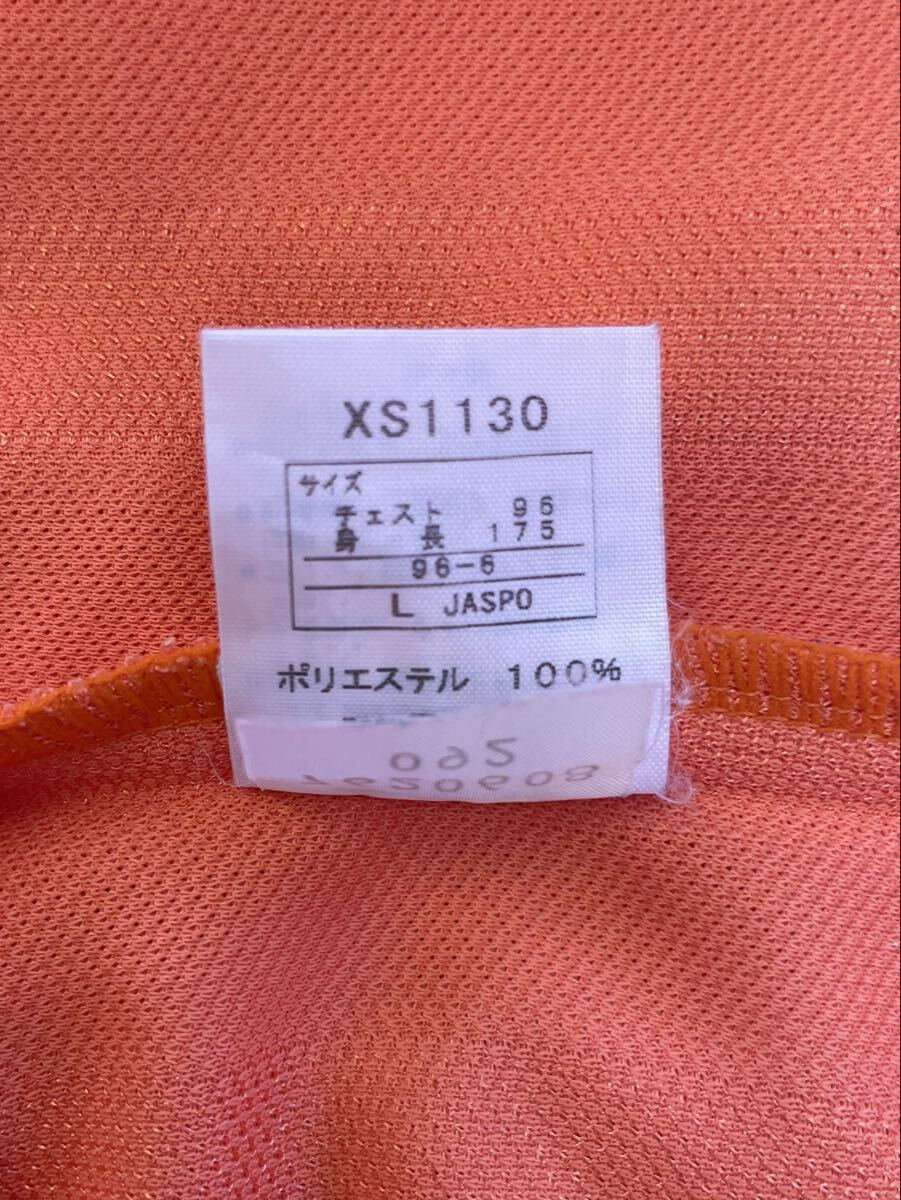 XS1130
サイズ
チェスト 96
身長 175
96-6
L JASPO
ポリエステル 100%
092